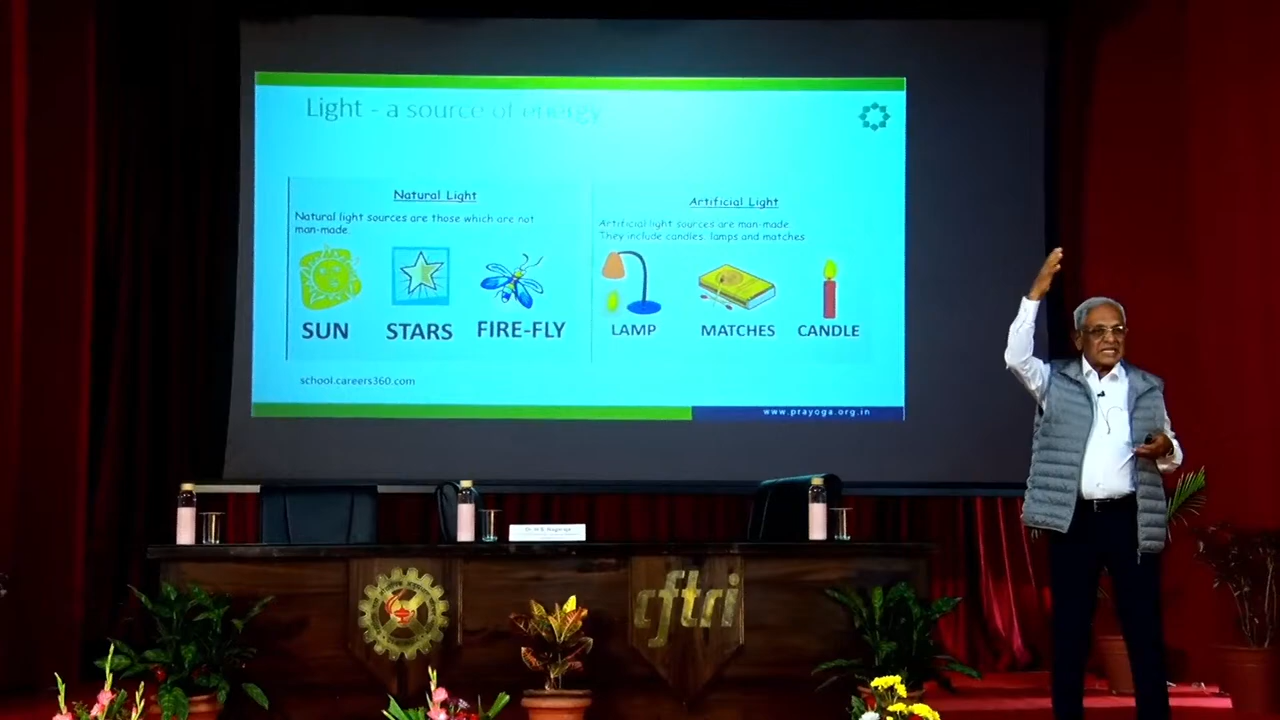 Light - a source of energy
Natural Light
Natural light sources are those which are not
man-made.
SUN
STARS
FIRE-FLY
Artificial Light
Artificial light sources are man-made
They include candles, lamps and matches
LAMP
MATCHES
CANDLE
school.careers360.com
www.prayoga.org.in
cftri